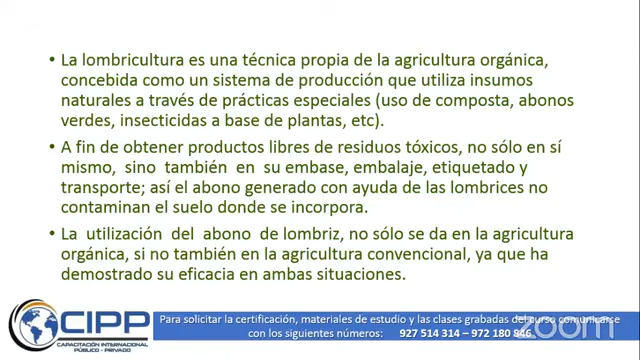 • La lombricultura es una técnica propia de la agricultura orgánica,
concebida como un sistema de producción que utiliza insumos
naturales a través de prácticas especiales (uso de composta, abonos
verdes, insecticidas a base de plantas, etc).
• A fin de obtener productos libres de residuos tóxicos, no sólo en sí
mismo, sino también en su embase, embalaje, etiquetado y
transporte; así el abono generado con ayuda de las lombrices no
contaminan el suelo donde se incorpora.
• La utilización del abono de lombriz, no sólo se da en la agricultura
orgánica, si no también en la agricultura convencional, ya que ha
demostrado su eficacia en ambas situaciones.
CIPP
CAPACITACIÓN INTERNACIONAL
PÚBLICO - PRIVADO
Para solicitar la certificación, materiales de estudio y las clases grabadas del curso comunicarse
con los siguientes números: 927 514 314 – 972 180 846
zoom